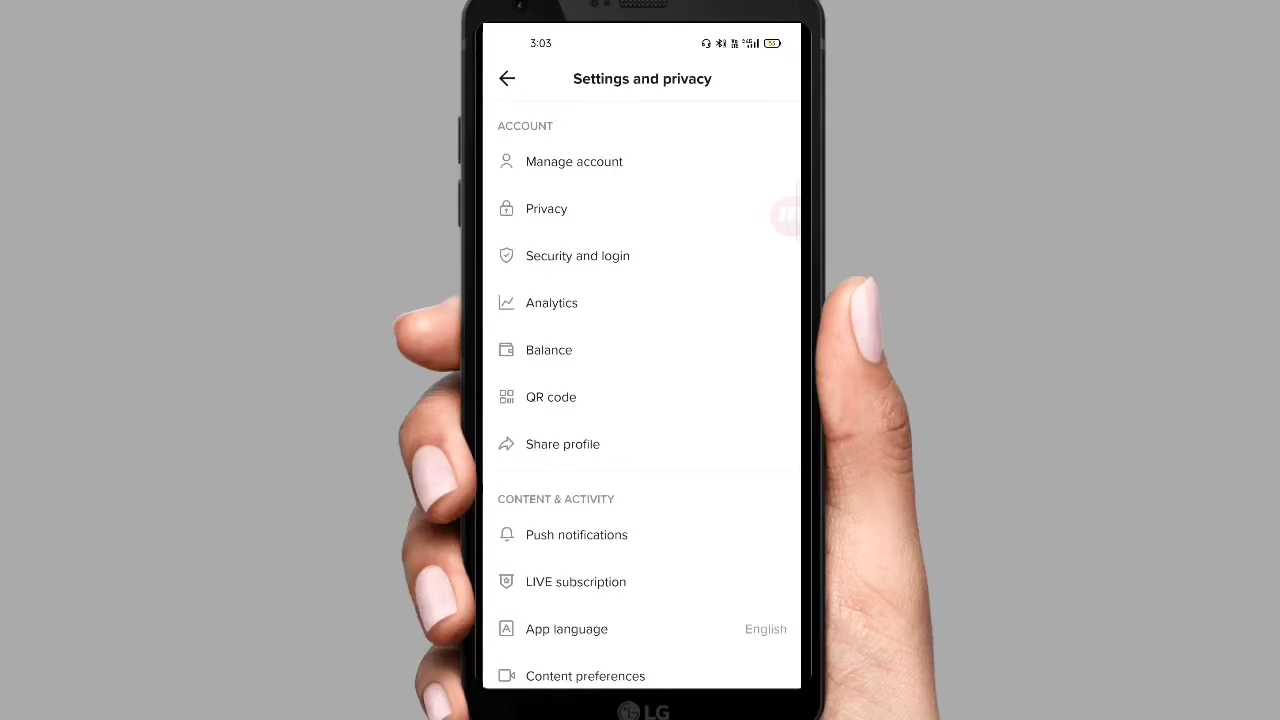 3:03
53
Settings and privacy
ACCOUNT
Manage account
Privacy
Security and login
Analytics
Balance
QR code
Share profile
CONTENT & ACTIVITY
Push notifications
LIVE subscription
App language English
Content preferences
LG